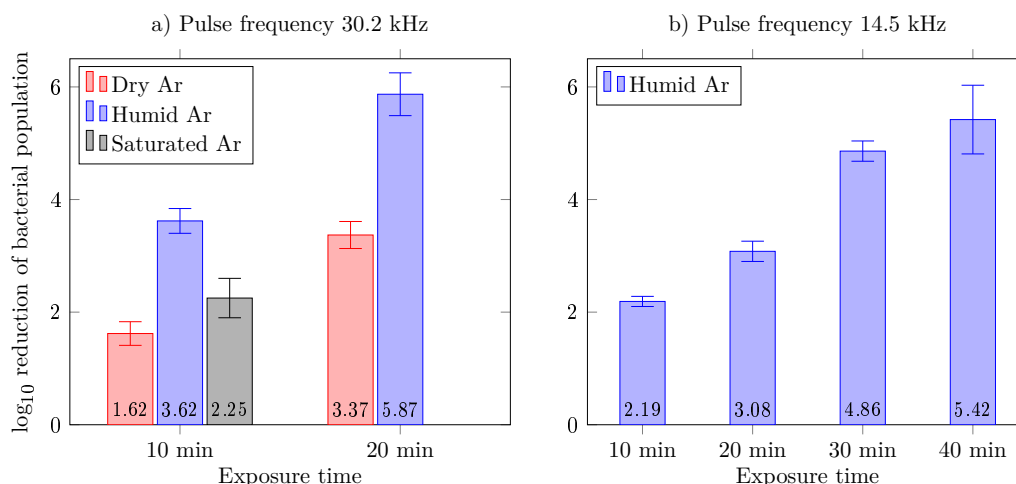 a) Pulse frequency 30.2 kHz
log10 reduction of bacterial population
6
4
2
0
Dry Ar
Humid Ar
Saturated Ar
1.62
3.62
2.25
3.37
5.87
10 min
20 min
Exposure time
b) Pulse frequency 14.5 kHz
6
4
2
0
Humid Ar
2.19
3.08
4.86
5.42
10 min
20 min
30 min
40 min
Exposure time